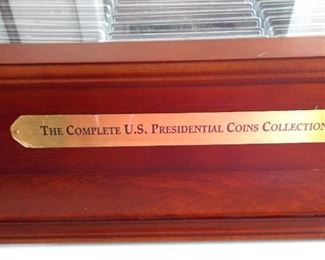 THE COMPLETE U.S. PRESIDENTIAL COINS COLLECTION